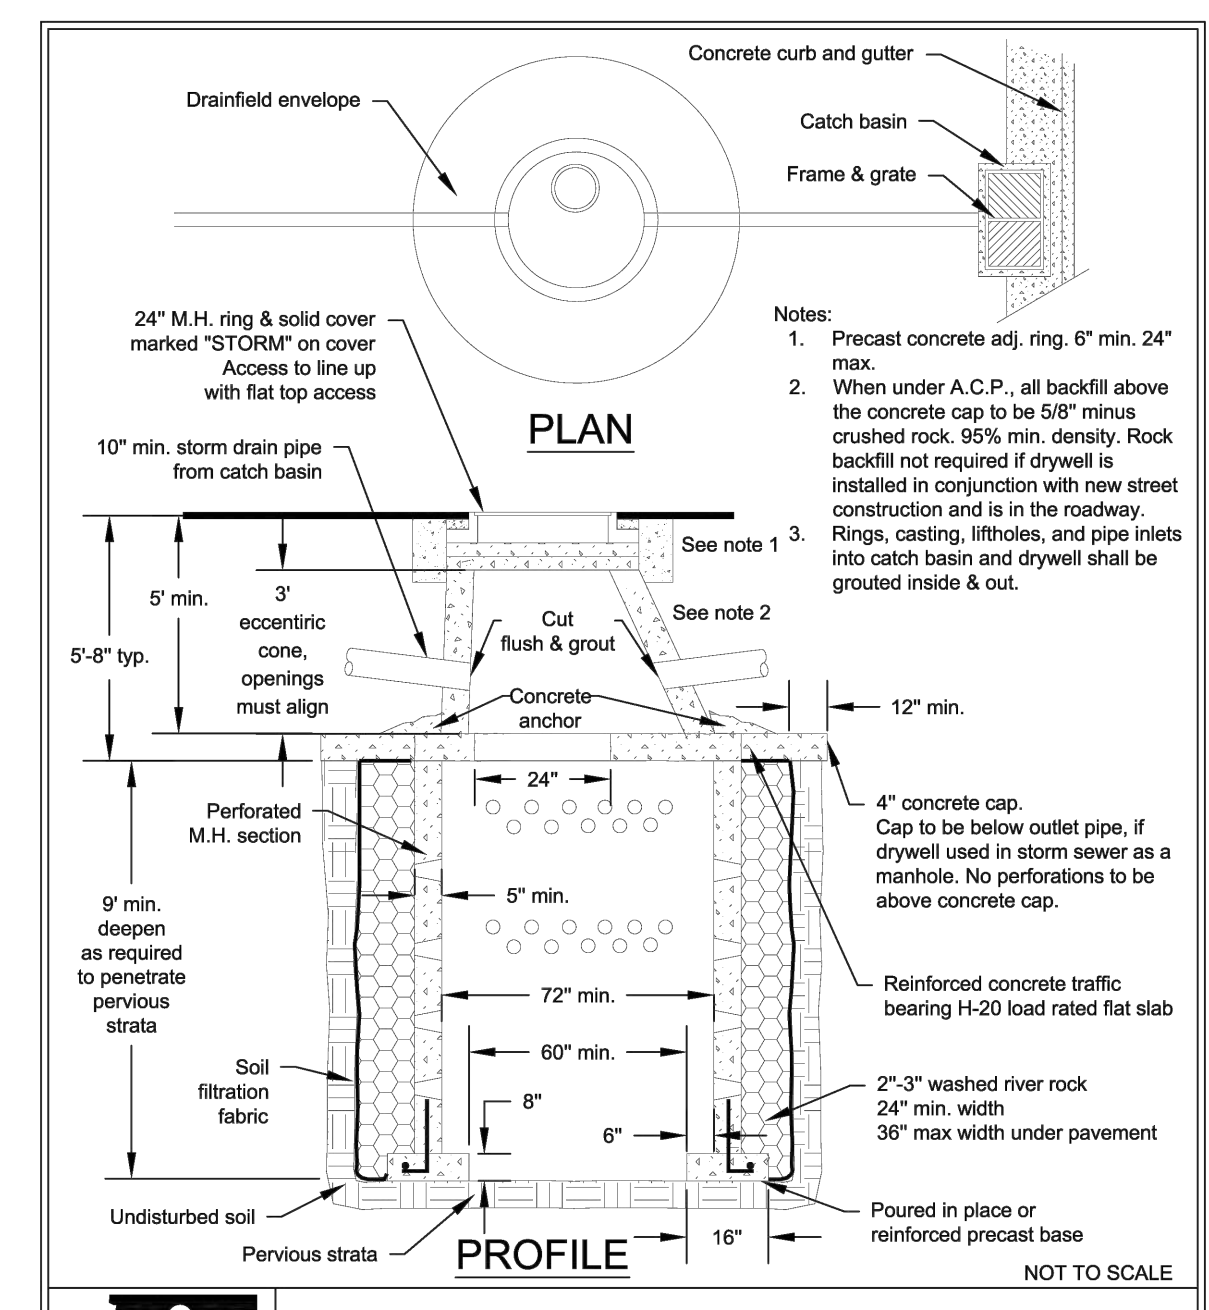 Concrete curb and gutter
Drainfield envelope
Catch basin
Frame & grate
24" M.H. ring & solid cover
marked "STORM" on cover
Access to line up
with flat top access
PLAN
Notes:
1. Precast concrete adj. ring. 6" min. 24"
max.
2. When under A.C.P., all backfill above
the concrete cap to be 5/8" minus
crushed rock. 95% min. density. Rock
backfill not required if drywell is
installed in conjunction with new street
construction and is in the roadway.
3. Rings, casting, liftholes, and pipe inlets
into catch basin and drywell shall be
grouted inside & out.
10" min. storm drain pipe
from catch basin
See note 1
See note 2
5' min.
5'-8" typ.
3'
eccentiric
cone,
openings
must align
Cut
flush & grout
Concrete
anchor
12" min.
24"
Perforated
M.H. section
4" concrete cap.
Cap to be below outlet pipe, if
drywell used in storm sewer as a
manhole. No perforations to be
above concrete cap.
5" min.
9' min.
deepen
as required
to penetrate
pervious
strata
72" min.
Reinforced concrete traffic
bearing H-20 load rated flat slab
60" min.
Soil
filtration
fabric
8"
6"
2"-3" washed river rock
24" min. width
36" max width under pavement
Undisturbed soil
Pervious strata
PROFILE
16"
Poured in place or
reinforced precast base
NOT TO SCALE